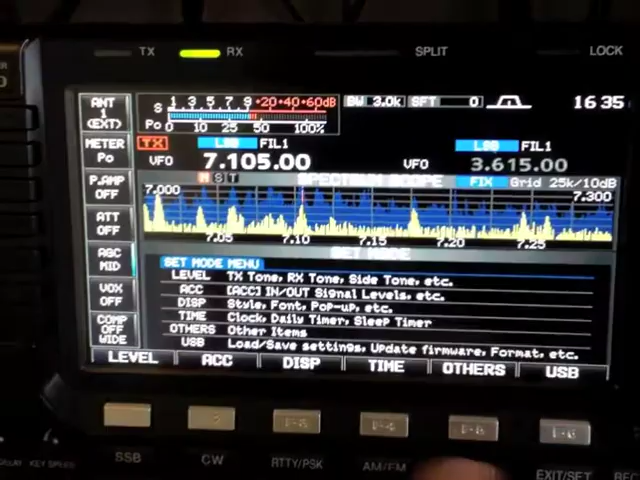 TX RX SPLIT LOCK
ANT 1 (EXT)
S 1 3 5 7 9 +20+40+60dB
Po 0 10 25 50 100%
BW 3.0k SFT 0
16 35
METER Po
TX LSB FIL1
VFO 7.105.00
LSB FIL1
VFO 3.615.00
P.AMP OFF
SPECTRUM SCOPE FIX Grid 25k/10dB
7.000 7.300
ATT OFF
7.05 7.10 7.15 7.20 7.25
AGC MID
SET MODE
SET MODE MENU
LEVEL TX Tone, RX Tone, Side Tone, etc.
ACC [ACC] IN/OUT Signal Levels, etc.
VOX OFF
DISP Style, Font, Pop-up, etc.
TIME Clock, Daily Timer, Sleep Timer
COMP OFF WIDE
OTHERS Other Items
USB Load/Save settings, Update firmware, Format, etc.
LEVEL ACC DISP TIME OTHERS USB
F-3 F-4 F-5 F-6
KEY SPEED SSB CW RTTY/PSK AM/FM EXIT/SET